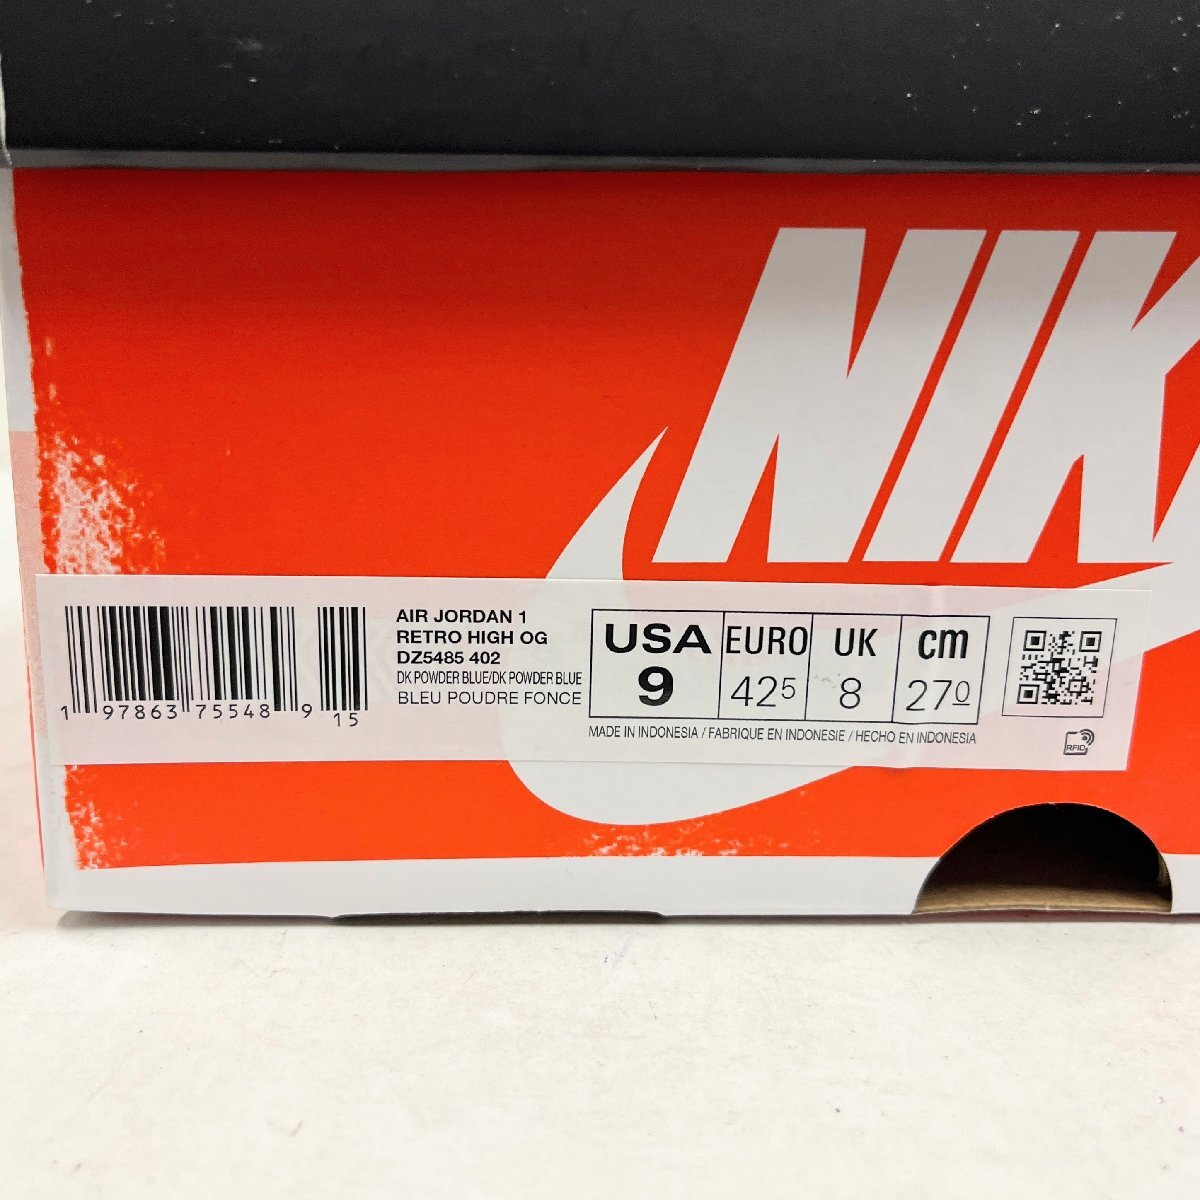 NIK
AIR JORDAN 1
RETRO HIGH OG
DZ5485 402
DK POWDER BLUE/DK POWDER BLUE
BLEU POUDRE FONCE
1 97863 75548 9 15
USA EURO UK cm
9 42 5 8 27 0
MADE IN INDONESIA / FABRIQUE EN INDONESIE / HECHO EN INDONESIA
RFID